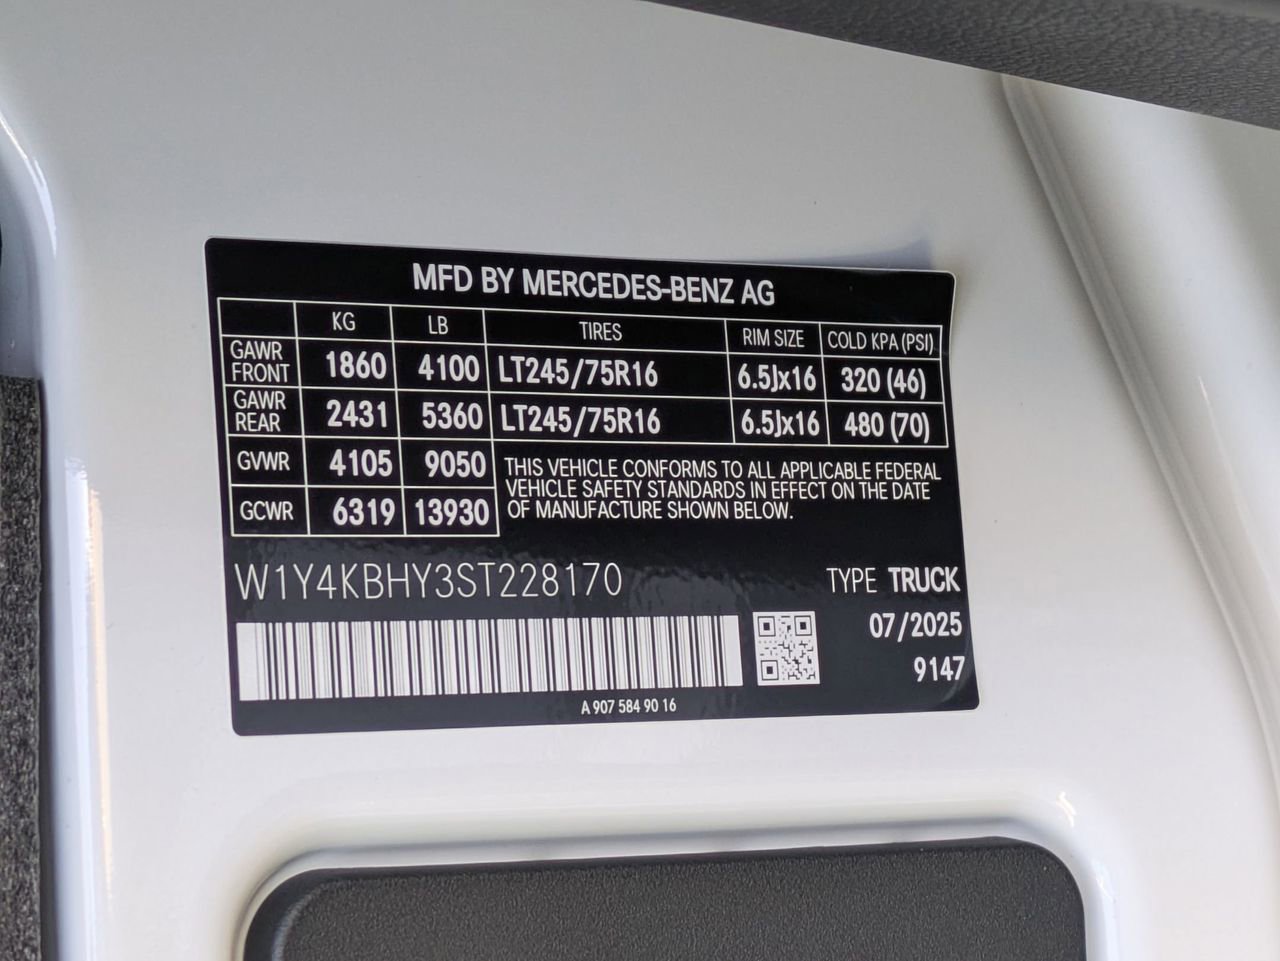 MFD BY MERCEDES-BENZ AG
KG LB TIRES RIM SIZE COLD KPA (PSI)
GAWR FRONT 1860 4100 LT245/75R16 6.5Jx16 320 (46)
GAWR REAR 2431 5360 LT245/75R16 6.5Jx16 480 (70)
GVWR 4105 9050
GCWR 6319 13930
THIS VEHICLE CONFORMS TO ALL APPLICABLE FEDERAL
VEHICLE SAFETY STANDARDS IN EFFECT ON THE DATE
OF MANUFACTURE SHOWN BELOW.
W1Y4KBHY3ST228170
TYPE TRUCK
07/2025
9147
A 907 584 90 16